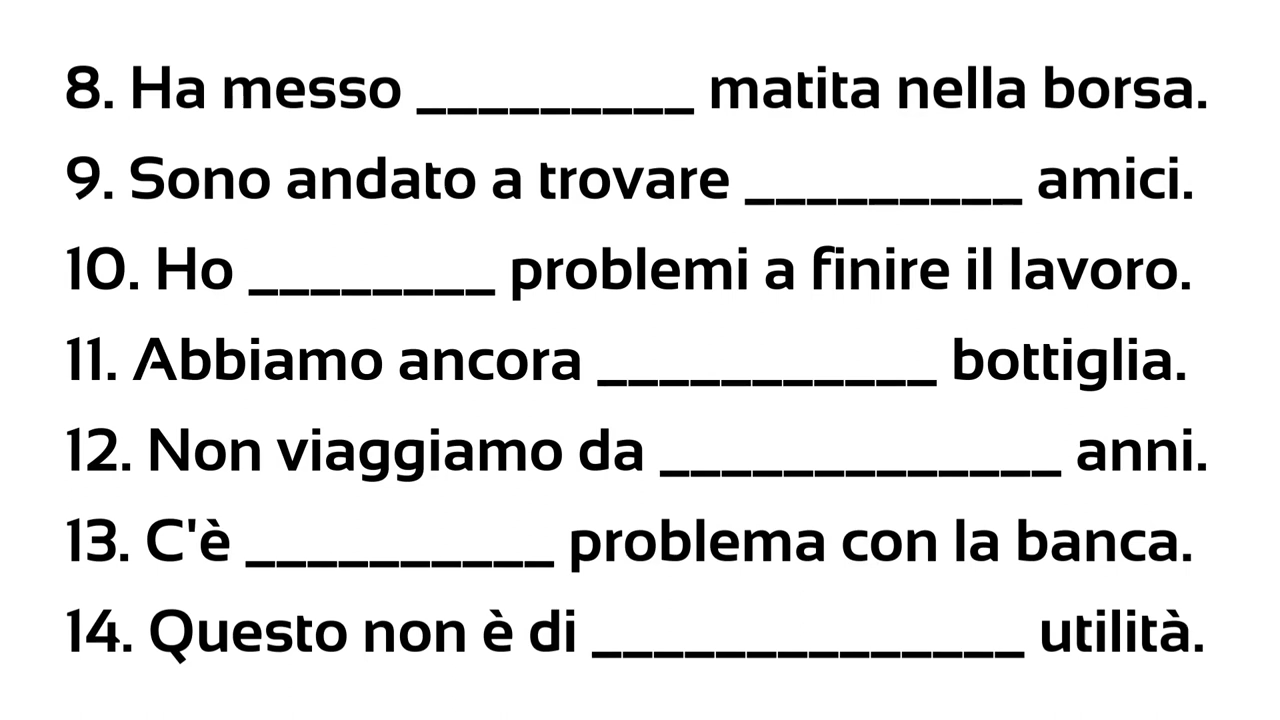 8. Ha messo _________ matita nella borsa.
9. Sono andato a trovare _________ amici.
10. Ho ________ problemi a finire il lavoro.
11. Abbiamo ancora ___________ bottiglia.
12. Non viaggiamo da _____________ anni.
13. C'è __________ problema con la banca.
14. Questo non è di ______________ utilità.